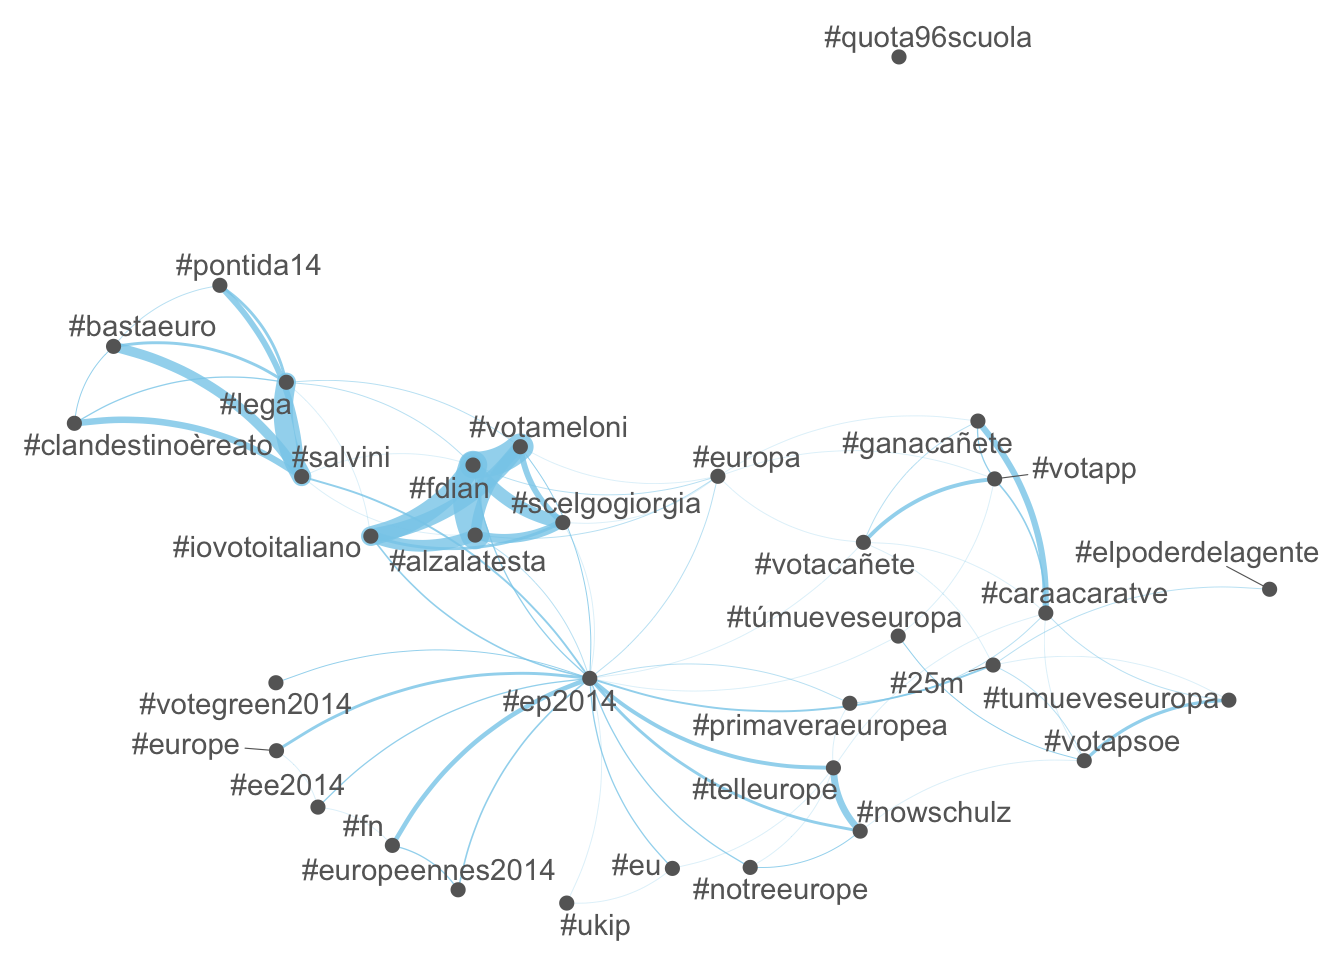 #quota96scuola
#pontida14
#bastaeuro
#lega
#clandestinoèreato
#salvini
#votameloni
#fdian
#scelgogiorgia
#iovotoitaliano
#alzalatesta
#europa
#ganacañete
#votapp
#votacañete
#elpoderdelagente
#caraacaratve
#túmueveseuropa
#25m
#tumueveseuropa
#votegreen2014
#ep2014
#primaveraeuropea
#votapsoe
#europe
#ee2014
#telleurope
#fn
#nowschulz
#europeennes2014
#eu
#notreeurope
#ukip